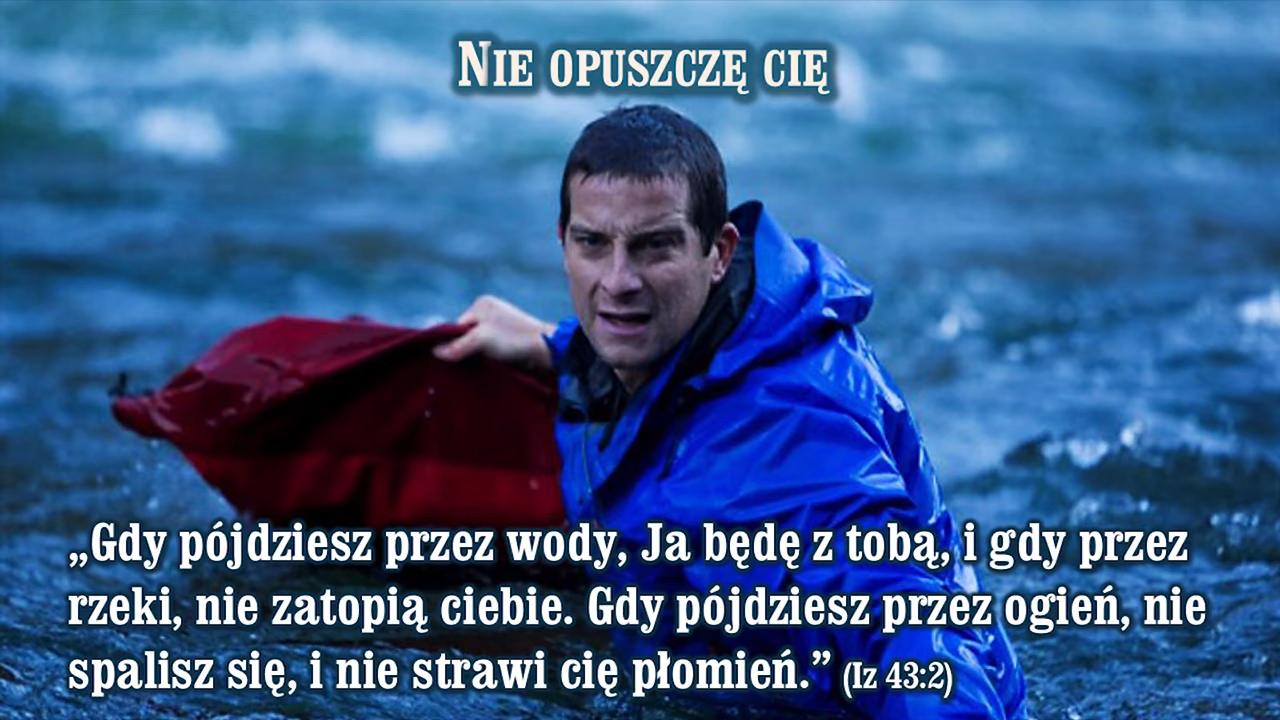 Nie opuszczę cię
„Gdy pójdziesz przez wody, Ja będę z tobą, i gdy przez
rzeki, nie zatopią ciebie. Gdy pójdziesz przez ogień, nie
spalisz się, i nie strawi cię płomień.” (Iz 43:2)